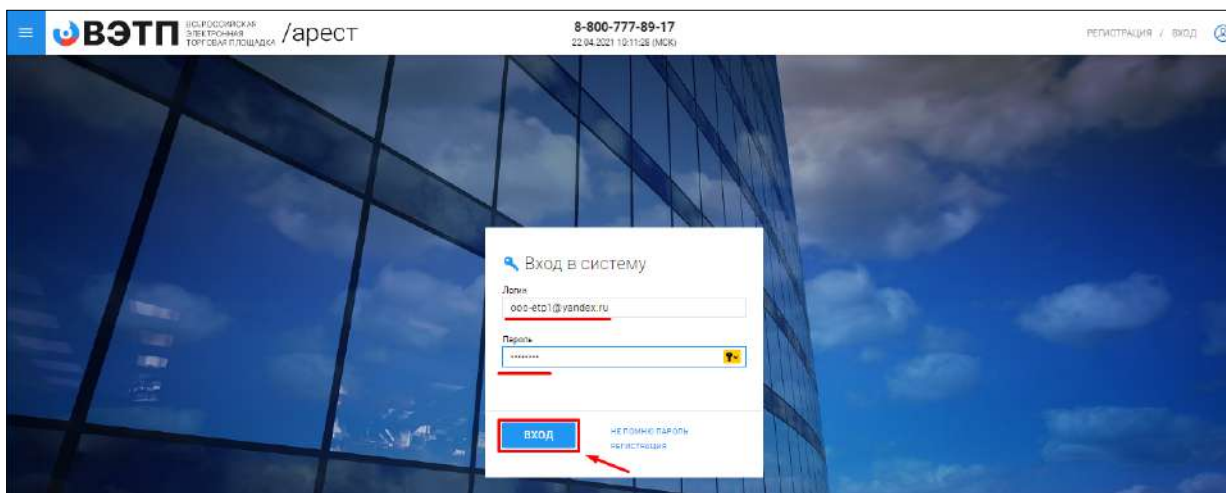 ВЭТП
ВСЕРОССИЙСКАЯ
ЭЛЕКТРОННАЯ
ТОРГОВАЯ ПЛОЩАДКА
/арест
8-800-777-89-17
22.04.2021 10:11:28 (МСК)
РЕГИСТРАЦИЯ / ВХОД
Вход в систему
Логин
ooo-etp1@yandex.ru
Пароль
••••••••
ВХОД
НЕ ПОМНЮ ПАРОЛЬ
РЕГИСТРАЦИЯ